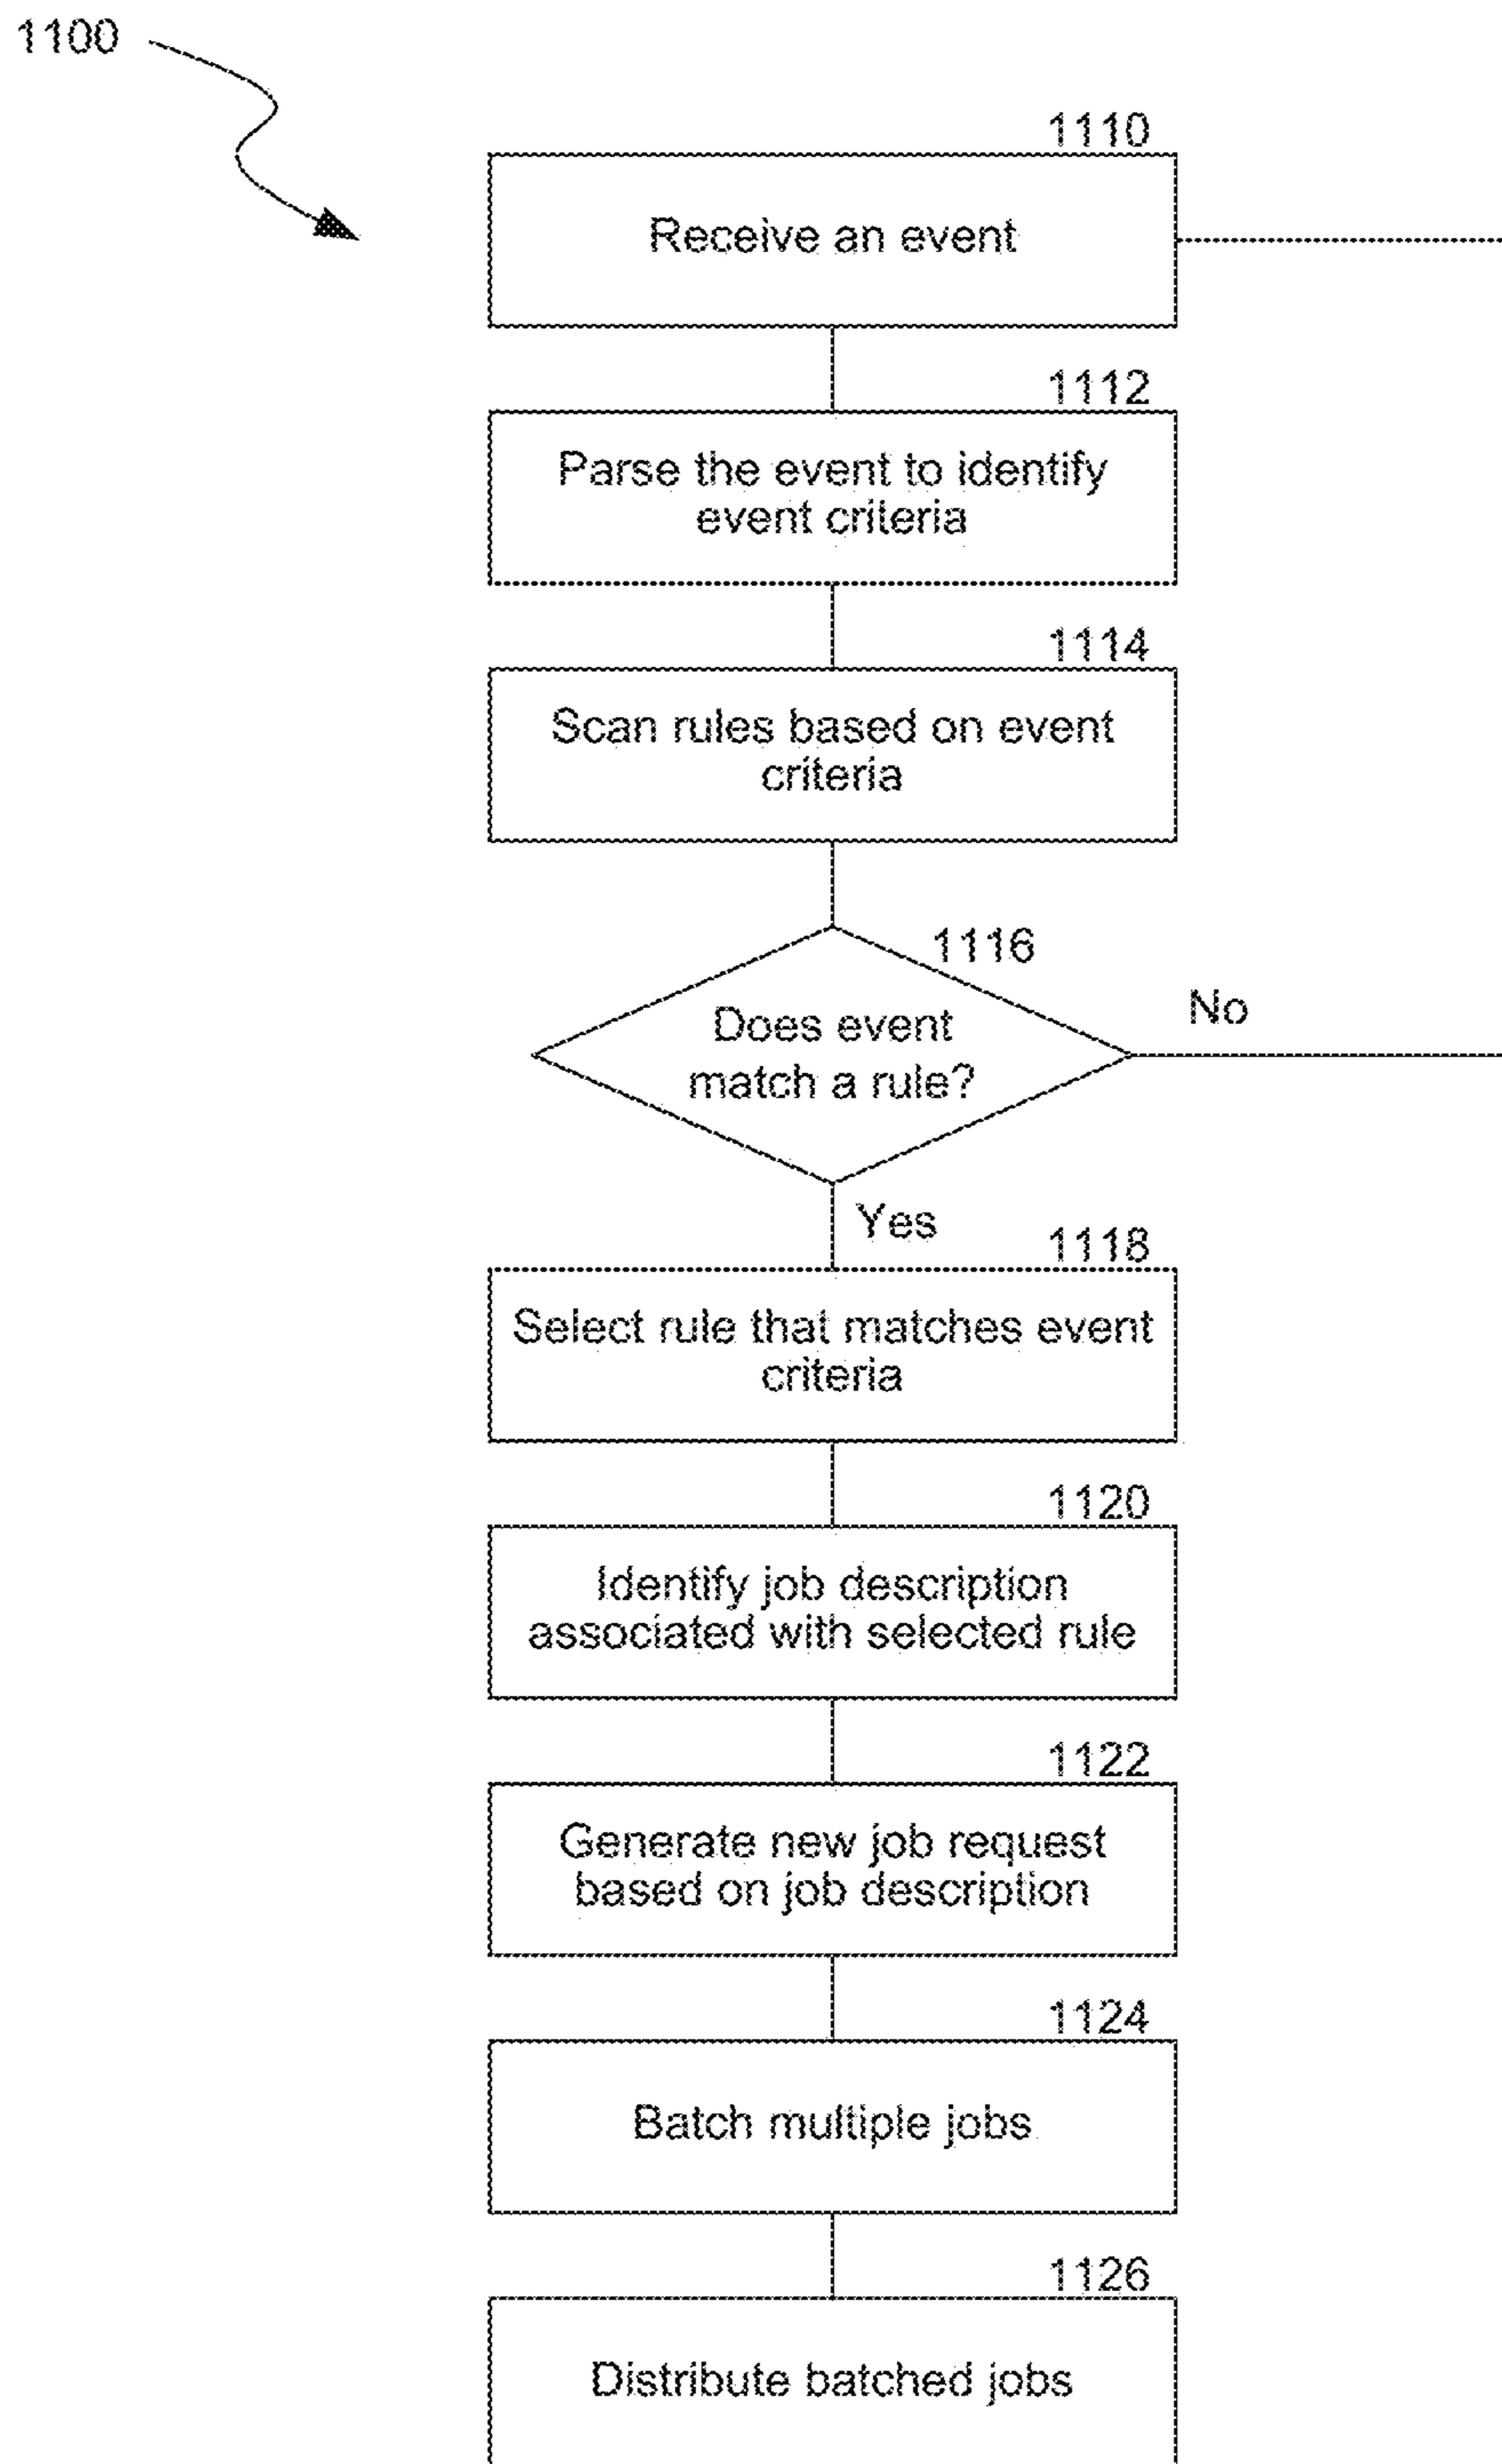 1100
1110
Receive an event
1112
Parse the event to identify
event criteria
1114
Scan rules based on event
criteria
1116
Does event
match a rule?
No
Yes
1118
Select rule that matches event
criteria
1120
Identify job description
associated with selected rule
1122
Generate new job request
based on job description
1124
Batch multiple jobs
1126
Distribute batched jobs